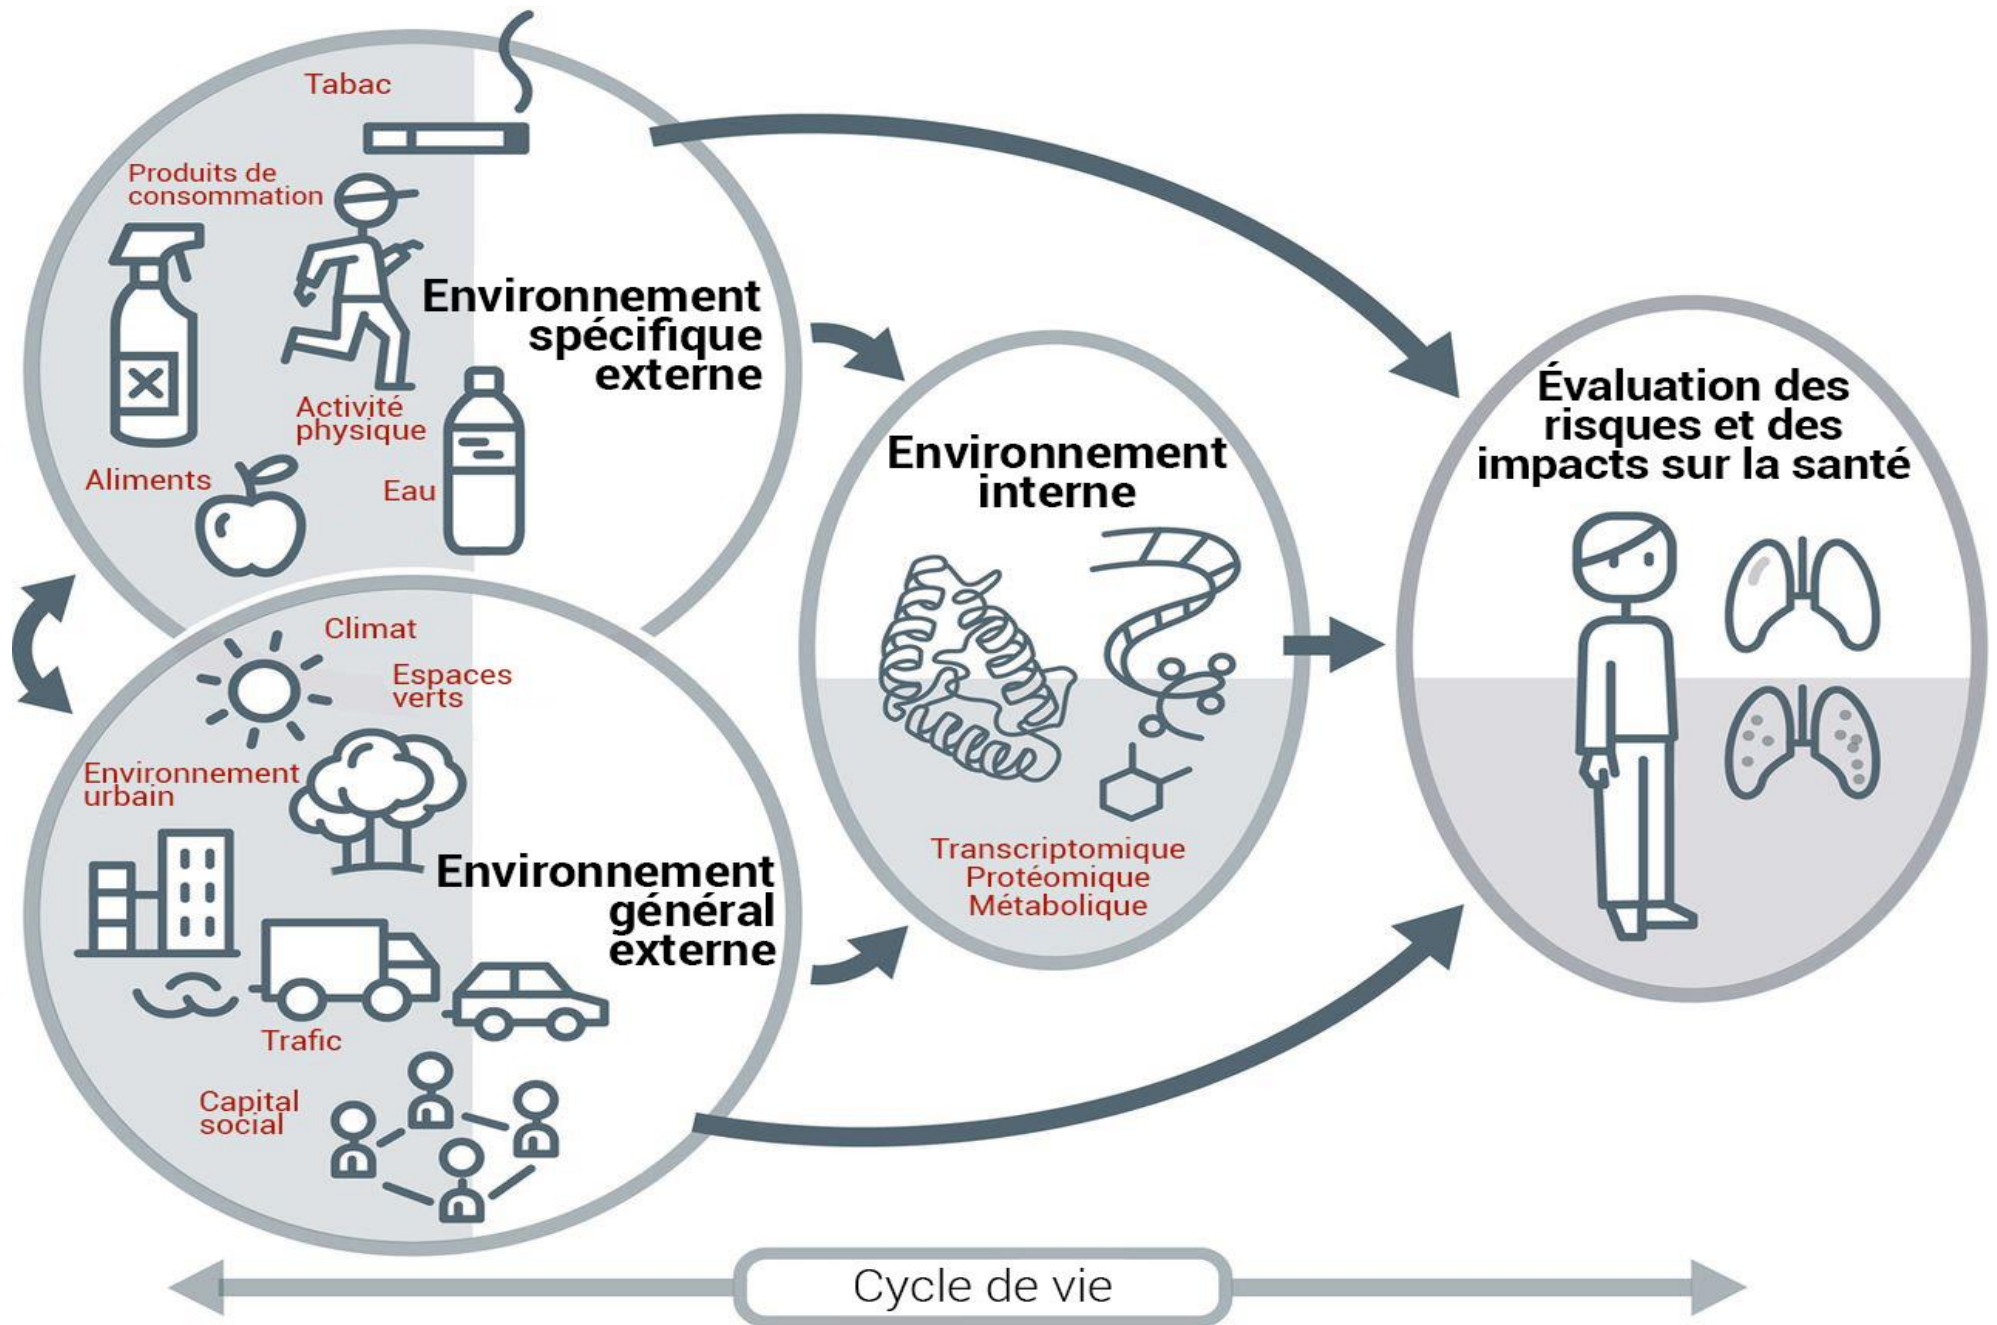 Tabac
Produits de
consommation
Environnement
spécifique
externe
Activité
physique
Aliments
Eau
Climat
Espaces
verts
Environnement
urbain
Environnement
général
externe
Trafic
Capital
social
Environnement
interne
Transcriptomique
Protéomique
Métabolique
Évaluation des
risques et des
impacts sur la santé
Cycle de vie